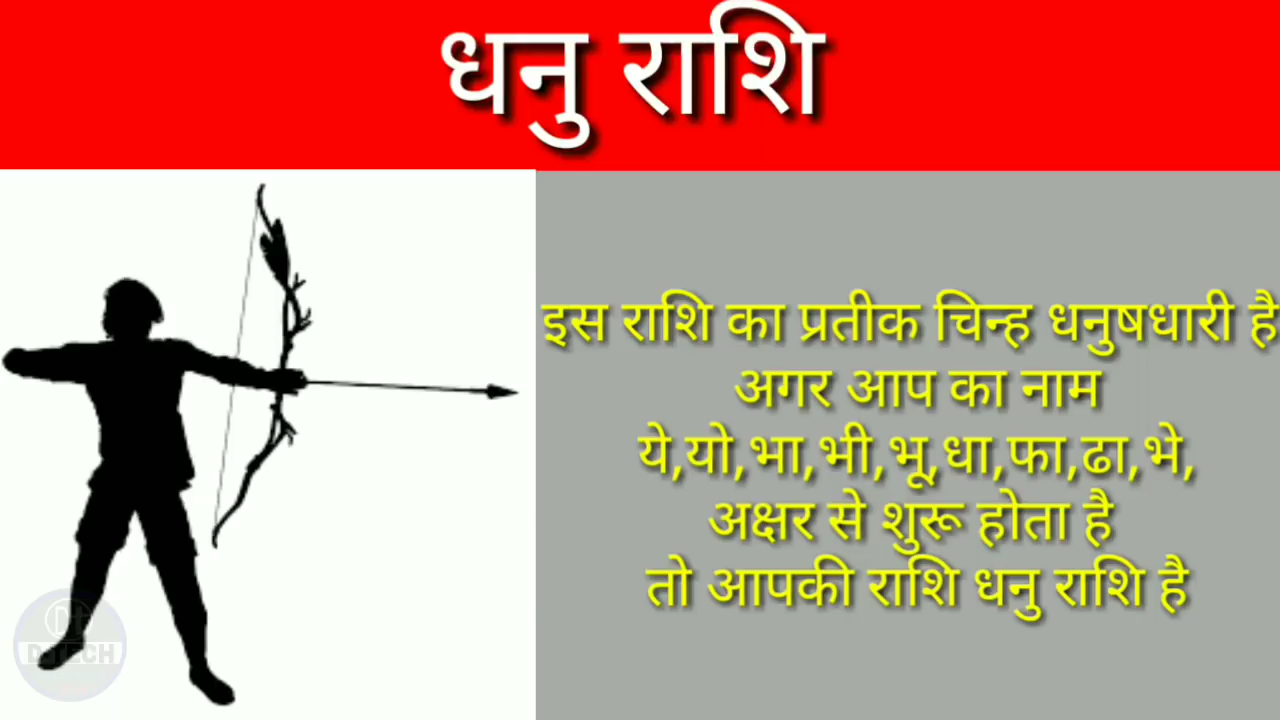 धनु राशि
इस राशि का प्रतीक चिन्ह धनुषधारी है
अगर आप का नाम
ये,यो,भा,भी,भू,धा,फा,ढा,भे,
अक्षर से शुरू होता है
तो आपकी राशि धनु राशि है